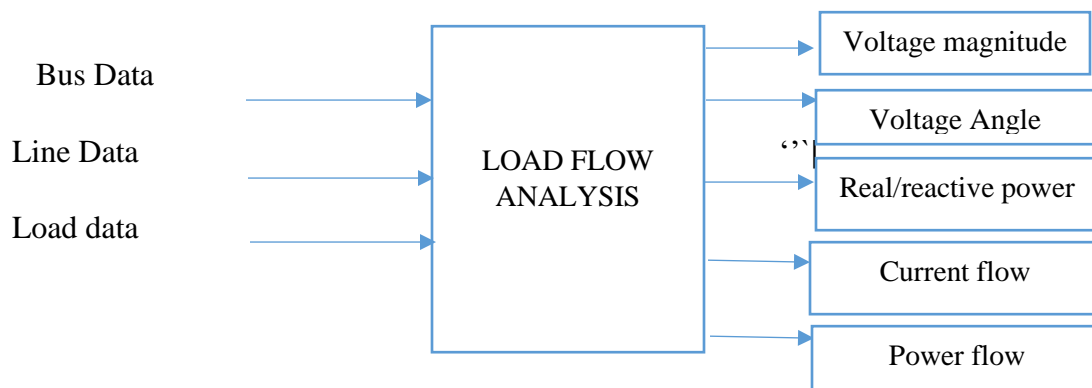 Bus Data
Line Data
Load data
LOAD FLOW
ANALYSIS
Voltage magnitude
Voltage Angle
‘’`
Real/reactive power
Current flow
Power flow